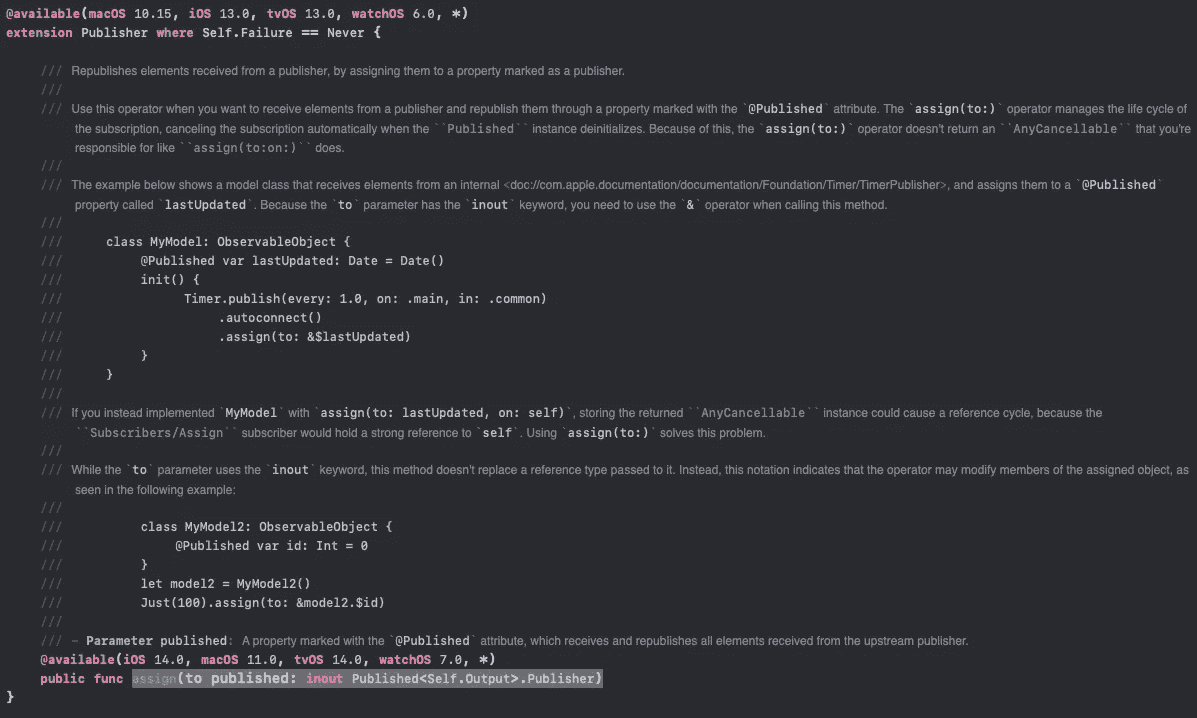 @available(macOS 10.15, iOS 13.0, tvOS 13.0, watchOS 6.0, *)
extension Publisher where Self.Failure == Never {
/// Republishes elements received from a publisher, by assigning them to a property marked as a publisher.
///
/// Use this operator when you want to receive elements from a publisher and republish them through a property marked with the `@Published` attribute. The `assign(to:)` operator manages the life cycle of
the subscription, canceling the subscription automatically when the ``Published`` instance deinitializes. Because of this, the `assign(to:)` operator doesn't return an ``AnyCancellable`` that you're
responsible for like ``assign(to:on:)`` does.
///
/// The example below shows a model class that receives elements from an internal <doc://com.apple.documentation/documentation/Foundation/Timer/TimerPublisher>, and assigns them to a `@Published`
property called `lastUpdated`. Because the `to` parameter has the `inout` keyword, you need to use the `&` operator when calling this method.
///
/// class MyModel: ObservableObject {
/// @Published var lastUpdated: Date = Date()
/// init() {
/// Timer.publish(every: 1.0, on: .main, in: .common)
/// .autoconnect()
/// .assign(to: &$lastUpdated)
/// }
/// }
///
/// If you instead implemented `MyModel` with `assign(to: lastUpdated, on: self)`, storing the returned ``AnyCancellable`` instance could cause a reference cycle, because the
``Subscribers/Assign`` subscriber would hold a strong reference to `self`. Using `assign(to:)` solves this problem.
///
/// While the `to` parameter uses the `inout` keyword, this method doesn't replace a reference type passed to it. Instead, this notation indicates that the operator may modify members of the assigned object, as
seen in the following example:
///
/// class MyModel2: ObservableObject {
/// @Published var id: Int = 0
/// }
/// let model2 = MyModel2()
/// Just(100).assign(to: &model2.$id)
///
/// – Parameter published: A property marked with the `@Published` attribute, which receives and republishes all elements received from the upstream publisher.
@available(iOS 14.0, macOS 11.0, tvOS 14.0, watchOS 7.0, *)
public func assign(to published: inout Published<Self.Output>.Publisher)
}